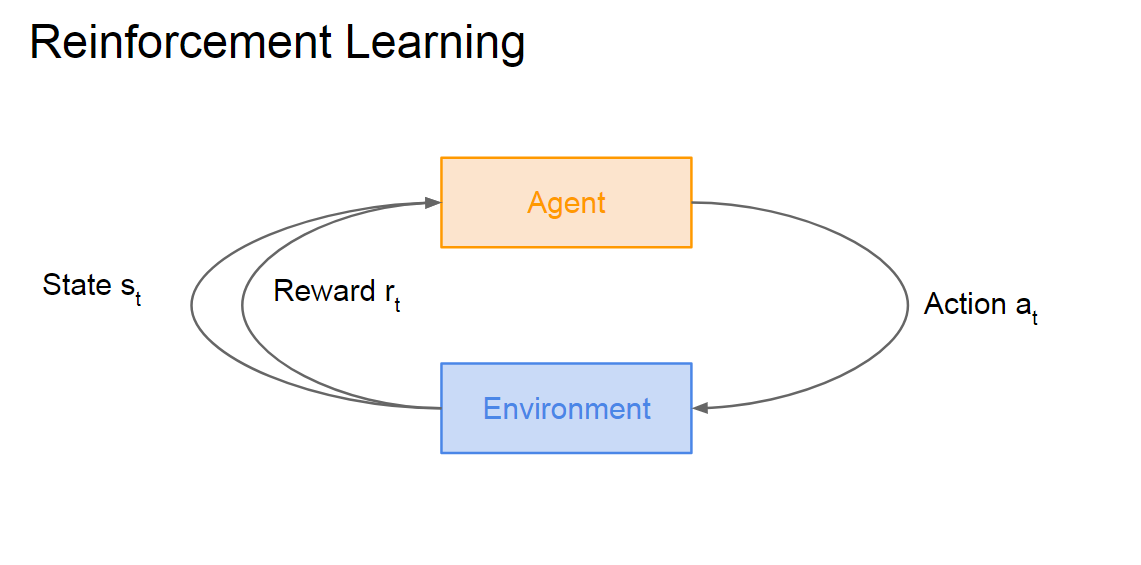 Reinforcement Learning
Agent
State sₜ
Reward rₜ
Action aₜ
Environment